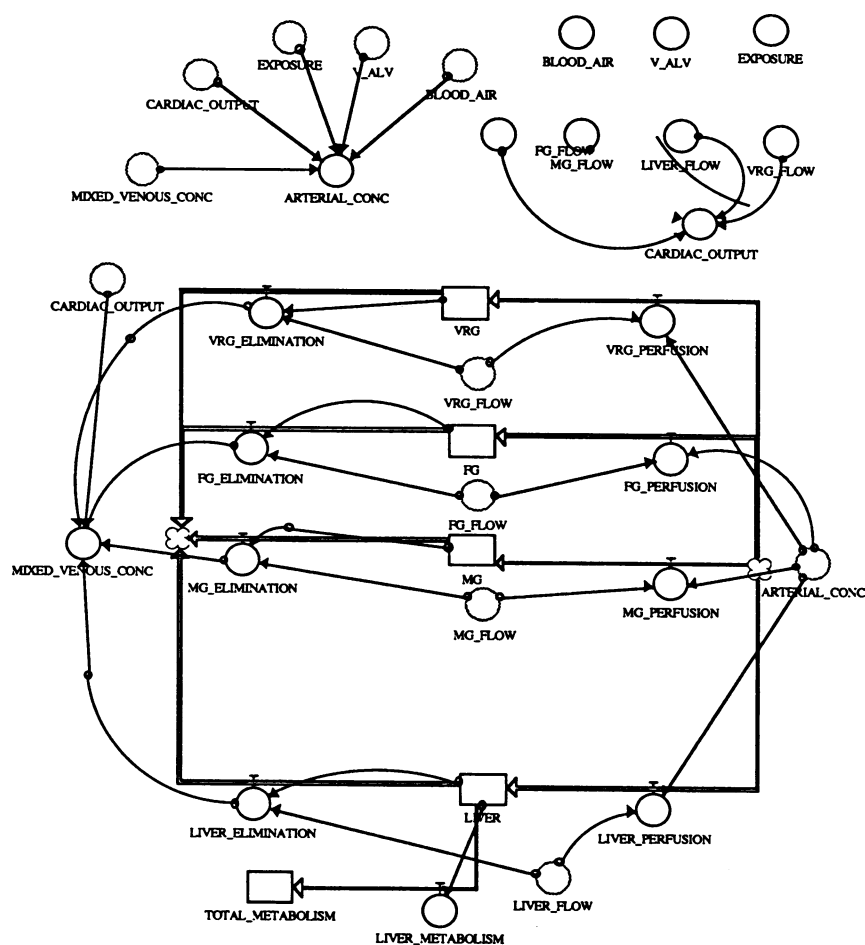 EXPOSURE
V_ALV
CARDIAC_OUTPUT
BLOOD_AIR
MIXED_VENOUS_CONC
ARTERIAL_CONC
BLOOD_AIR
V_ALV
EXPOSURE
FG_FLOW
MG_FLOW
LIVER_FLOW
VRG_FLOW
CARDIAC_OUTPUT
CARDIAC_OUTPUT
VRG_ELIMINATION
VRG
VRG_PERFUSION
VRG_FLOW
FG_ELIMINATION
FG
FG_PERFUSION
FG_FLOW
MIXED_VENOUS_CONC
MG_ELIMINATION
MG
MG_PERFUSION
ARTERIAL_CONC
MG_FLOW
LIVER_ELIMINATION
LIVER
LIVER_PERFUSION
TOTAL_METABOLISM
LIVER_FLOW
LIVER_METABOLISM